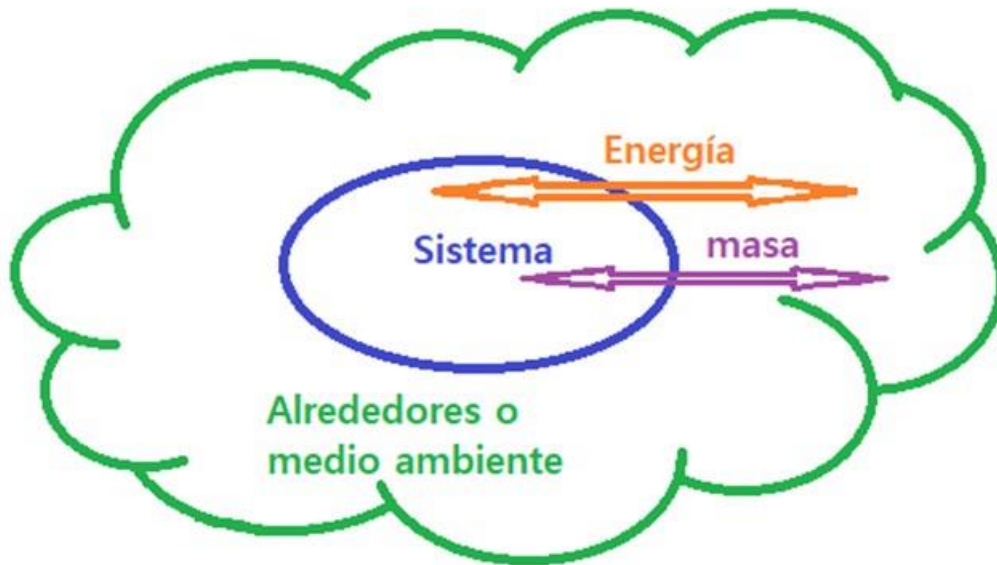 Energía
Sistema
masa
Alrededores o
medio ambiente